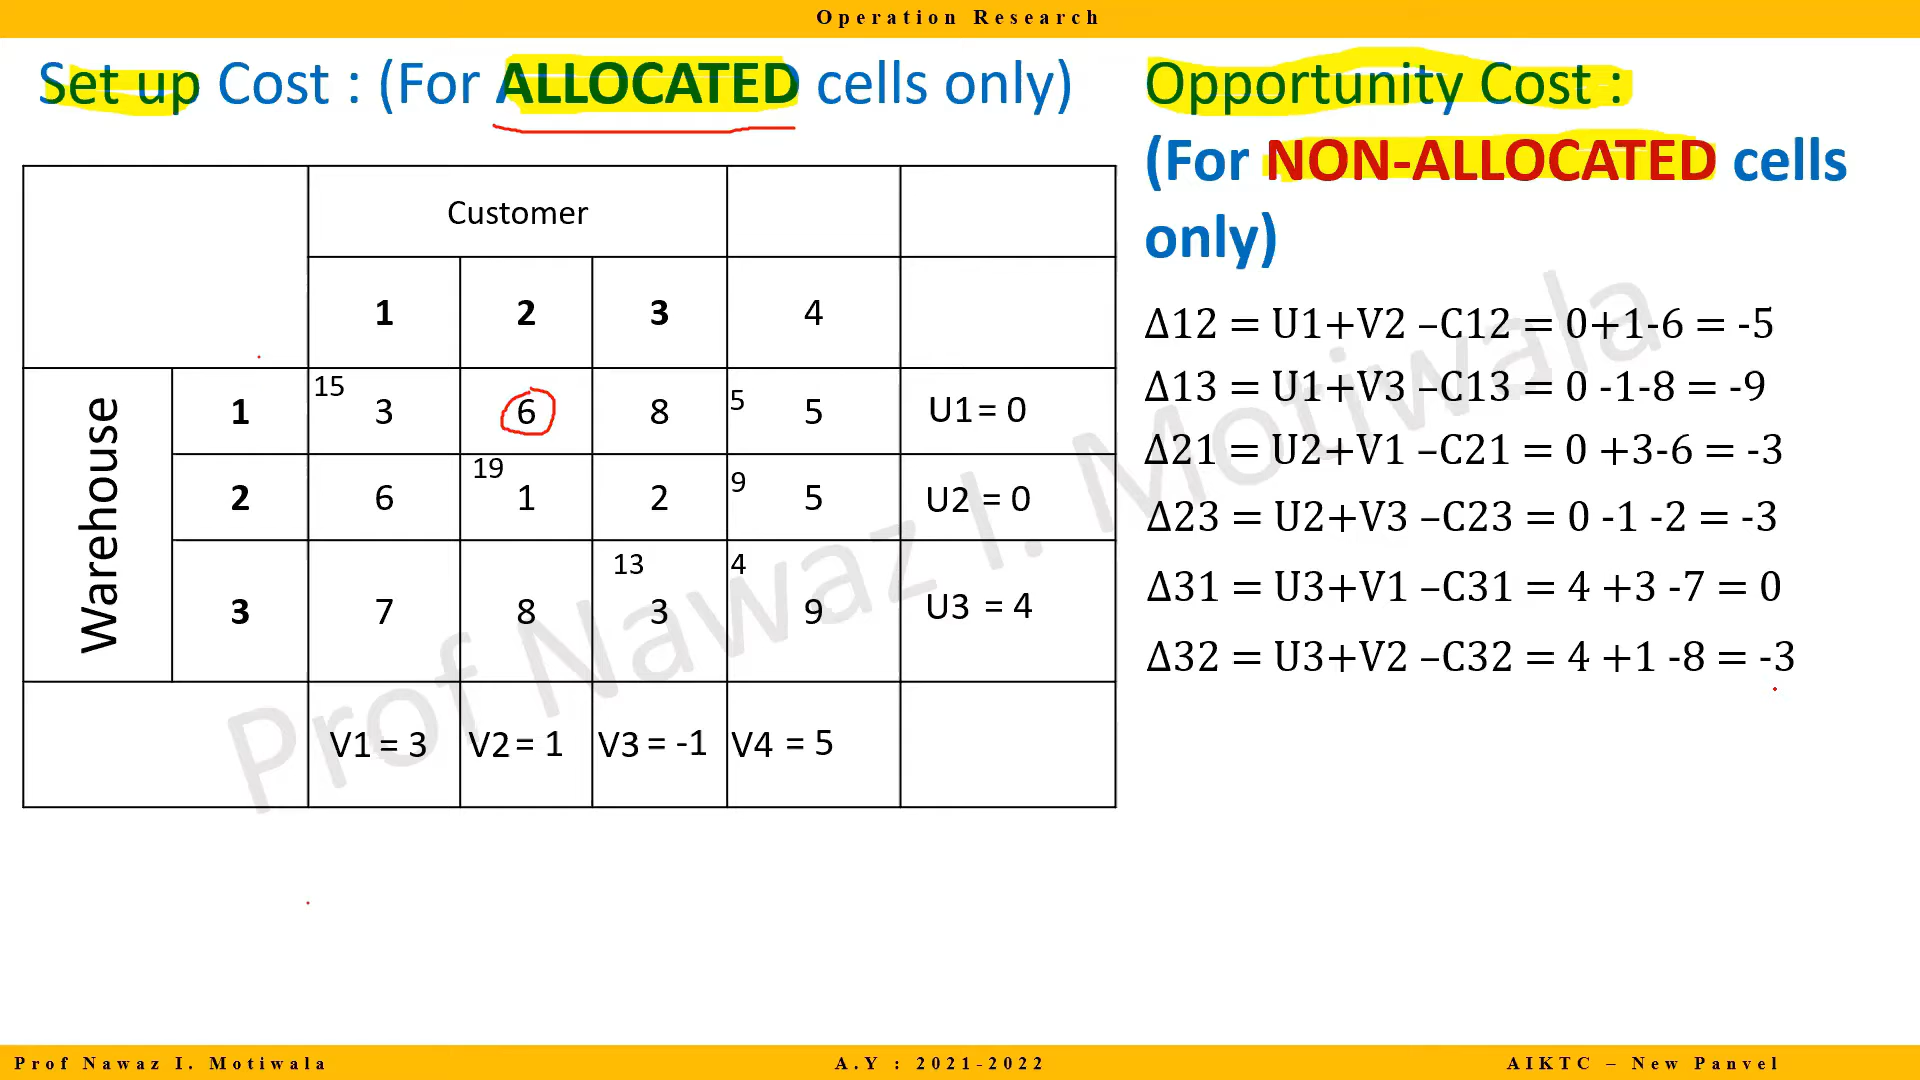 Operation Research
Set up Cost : (For ALLOCATED cells only)
Customer
1 2 3 4
Warehouse
1 15 3 6 8 5 5 U1 = 0
2 6 19 1 2 9 5 U2 = 0
3 7 8 13 3 4 9 U3 = 4
V1 = 3 V2 = 1 V3 = -1 V4 = 5
Opportunity Cost :
(For NON-ALLOCATED cells
only)
Δ12 = U1+V2 –C12 = 0+1-6 = -5
Δ13 = U1+V3 –C13 = 0 -1-8 = -9
Δ21 = U2+V1 –C21 = 0 +3-6 = -3
Δ23 = U2+V3 –C23 = 0 -1 -2 = -3
Δ31 = U3+V1 –C31 = 4 +3 -7 = 0
Δ32 = U3+V2 –C32 = 4 +1 -8 = -3
Prof Nawaz I. Motiwala
Prof Nawaz I. Motiwala
A.Y : 2021-2022
AIKTC – New Panvel